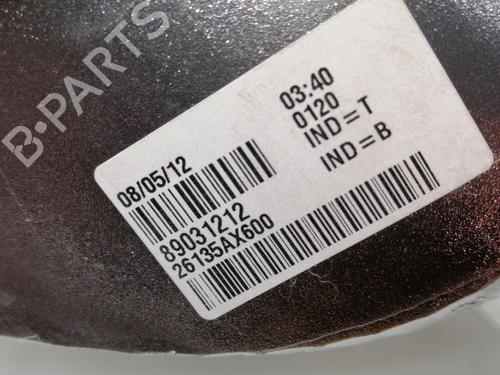 B-PARTS
08/05/12
03:40
0120
IND=T
IND=B
89031212
26135AX600